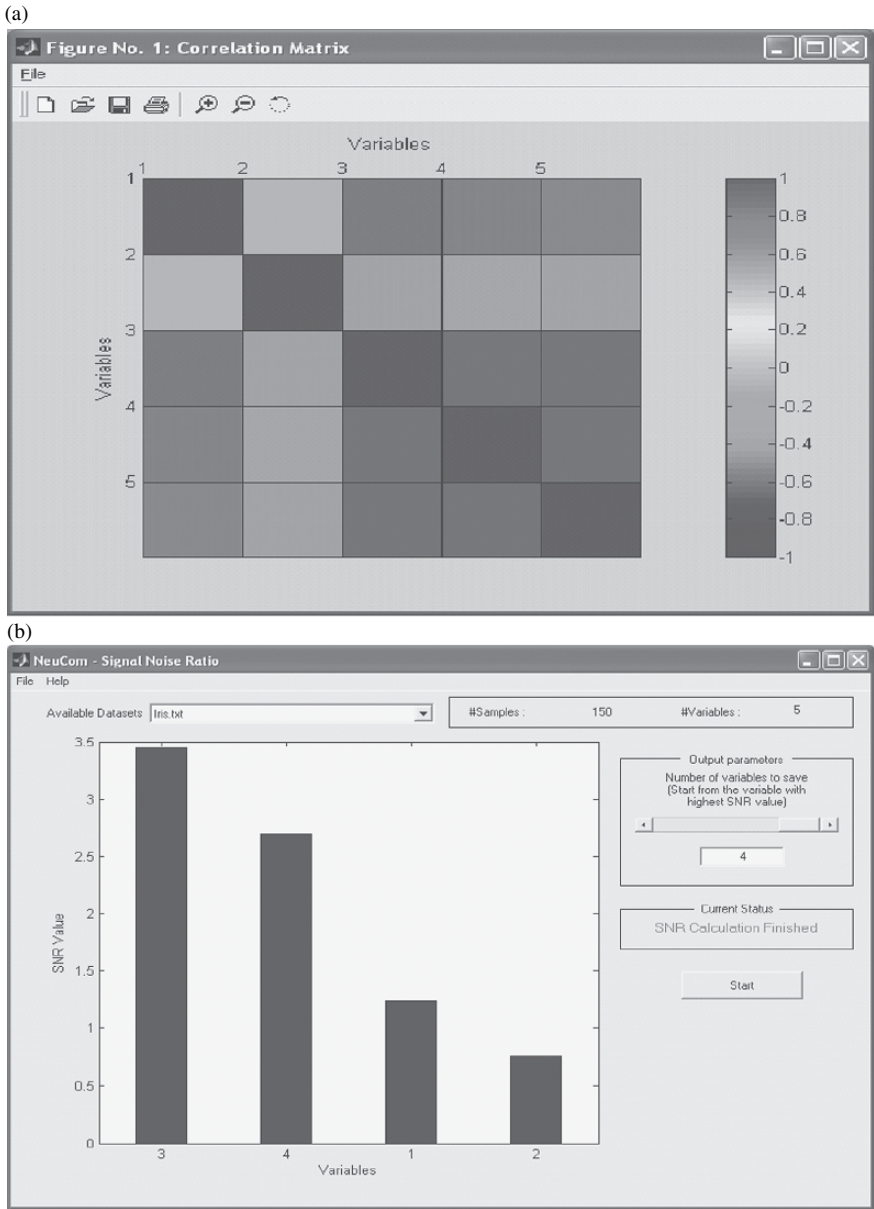 (a)
Figure No. 1: Correlation Matrix
File
Variables
1 2 3 4 5
1
2
3
4
5
Variables
1
0.8
0.6
0.4
0.2
0
-0.2
-0.4
-0.6
-0.8
-1
(b)
NeuCom - Signal Noise Ratio
File Help
Available Datasets Iris.txt
#Samples : 150 #Variables : 5
3.5
3
2.5
2
1.5
1
0.5
0
SNR Value
3 4 1 2
Variables
Output parameters
Number of variables to save
(Start from the variable with
highest SNR value)
4
Current Status
SNR Calculation Finished
Start